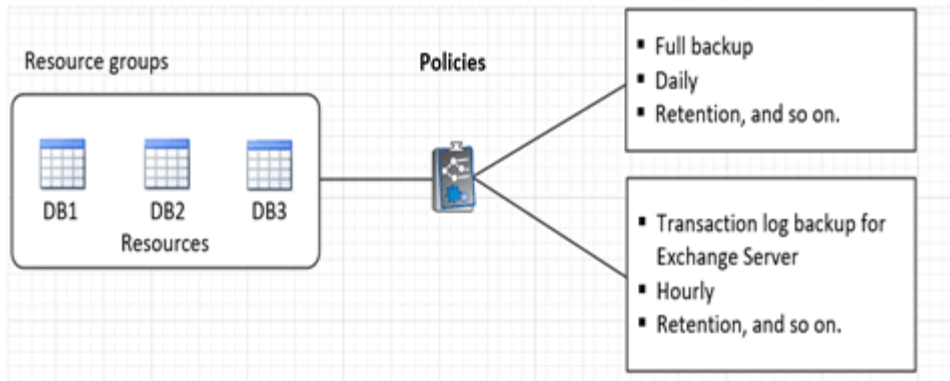 Resource groups
Policies
DB1
DB2
DB3
Resources
▪ Full backup
▪ Daily
▪ Retention, and so on.
▪ Transaction log backup for
Exchange Server
▪ Hourly
▪ Retention, and so on.